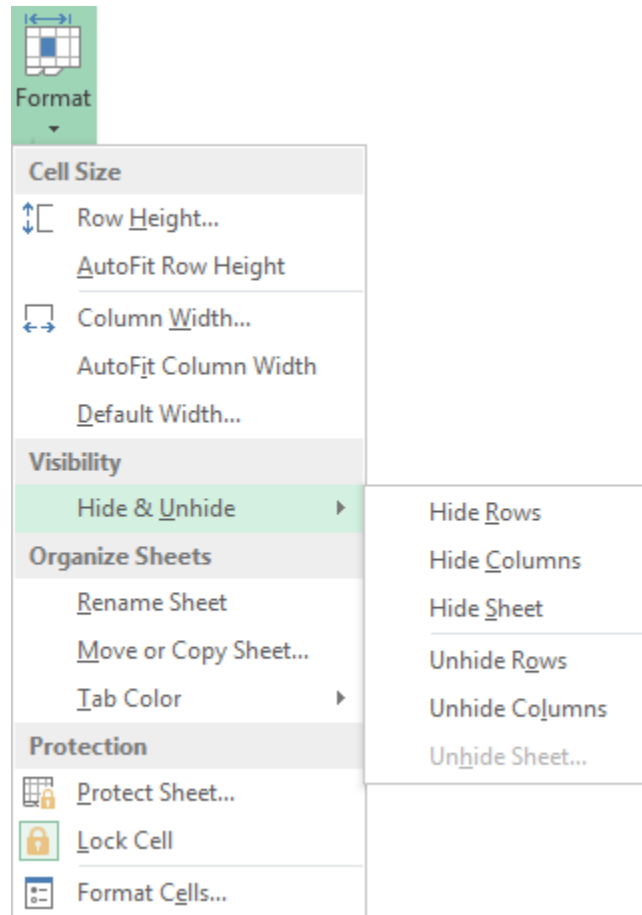 Format
Cell Size
Row Height...
AutoFit Row Height
Column Width...
AutoFit Column Width
Default Width...
Visibility
Hide & Unhide
Hide Rows
Hide Columns
Hide Sheet
Unhide Rows
Unhide Columns
Unhide Sheet...
Organize Sheets
Rename Sheet
Move or Copy Sheet...
Tab Color
Protection
Protect Sheet...
Lock Cell
Format Cells...